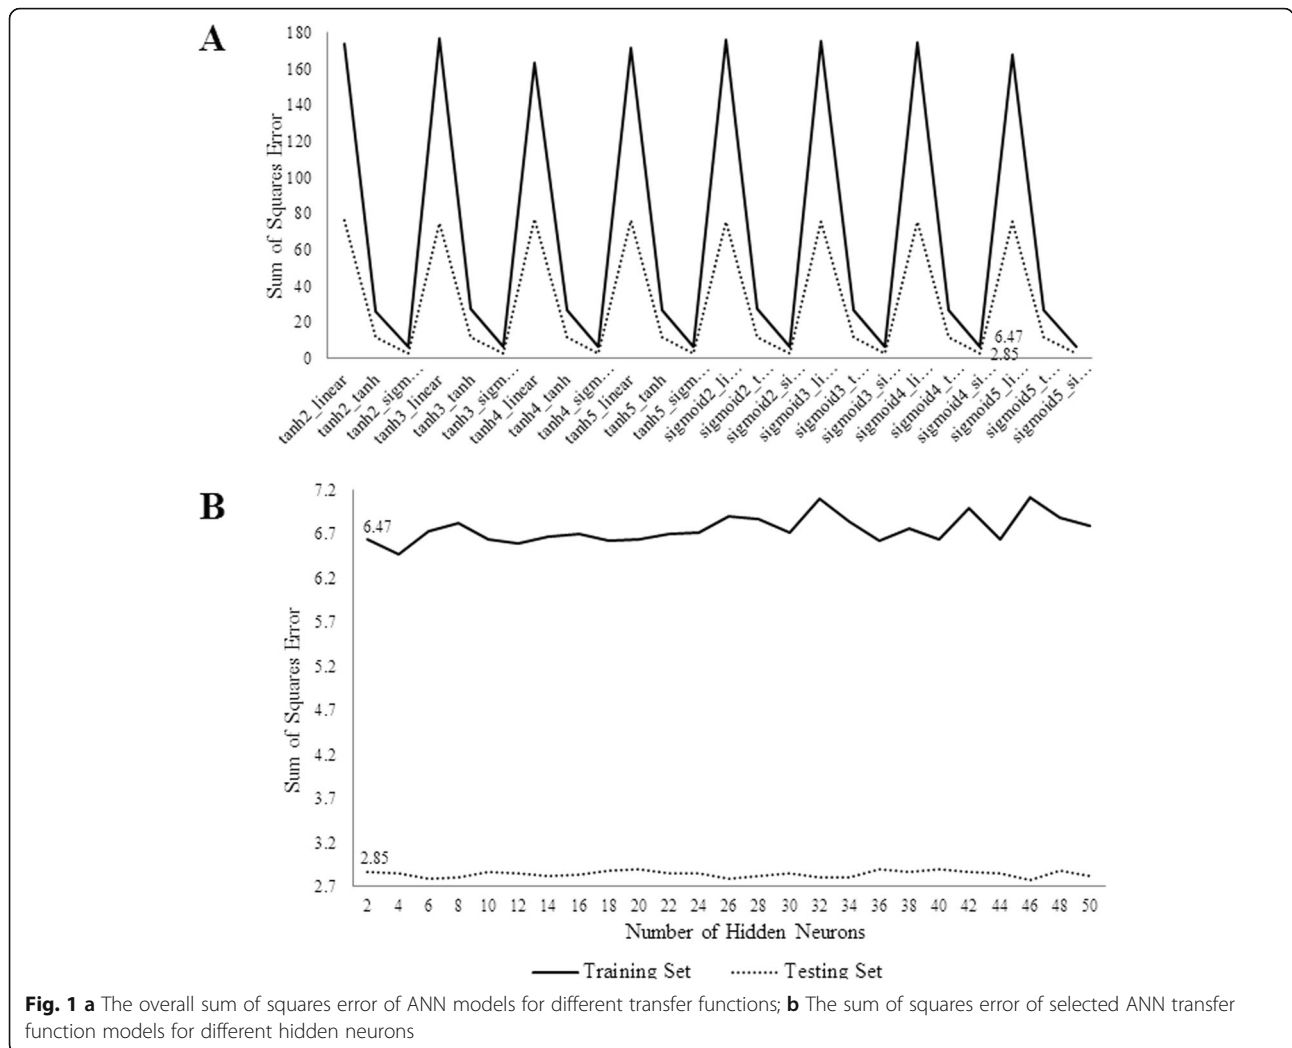 A
Sum of Squares Error
180
160
140
120
100
80
60
40
20
0
6.47
2.85
tanh2_linear
tanh2_tanh
tanh2_sigm...
tanh3_linear
tanh3_tanh
tanh3_sigm...
tanh4_linear
tanh4_tanh
tanh4_sigm...
tanh5_linear
tanh5_tanh
tanh5_sigm...
sigmoid2_li...
sigmoid2_t...
sigmoid2_si...
sigmoid3_li...
sigmoid3_t...
sigmoid3_si...
sigmoid4_li...
sigmoid4_t...
sigmoid4_si...
sigmoid5_li...
sigmoid5_t...
sigmoid5_si...
B
Sum of Squares Error
7.2
6.7
6.2
5.7
5.2
4.7
4.2
3.7
3.2
2.7
6.47
2.85
2 4 6 8 10 12 14 16 18 20 22 24 26 28 30 32 34 36 38 40 42 44 46 48 50
Number of Hidden Neurons
Training Set Testing Set
Fig. 1 a The overall sum of squares error of ANN models for different transfer functions; b The sum of squares error of selected ANN transfer
function models for different hidden neurons